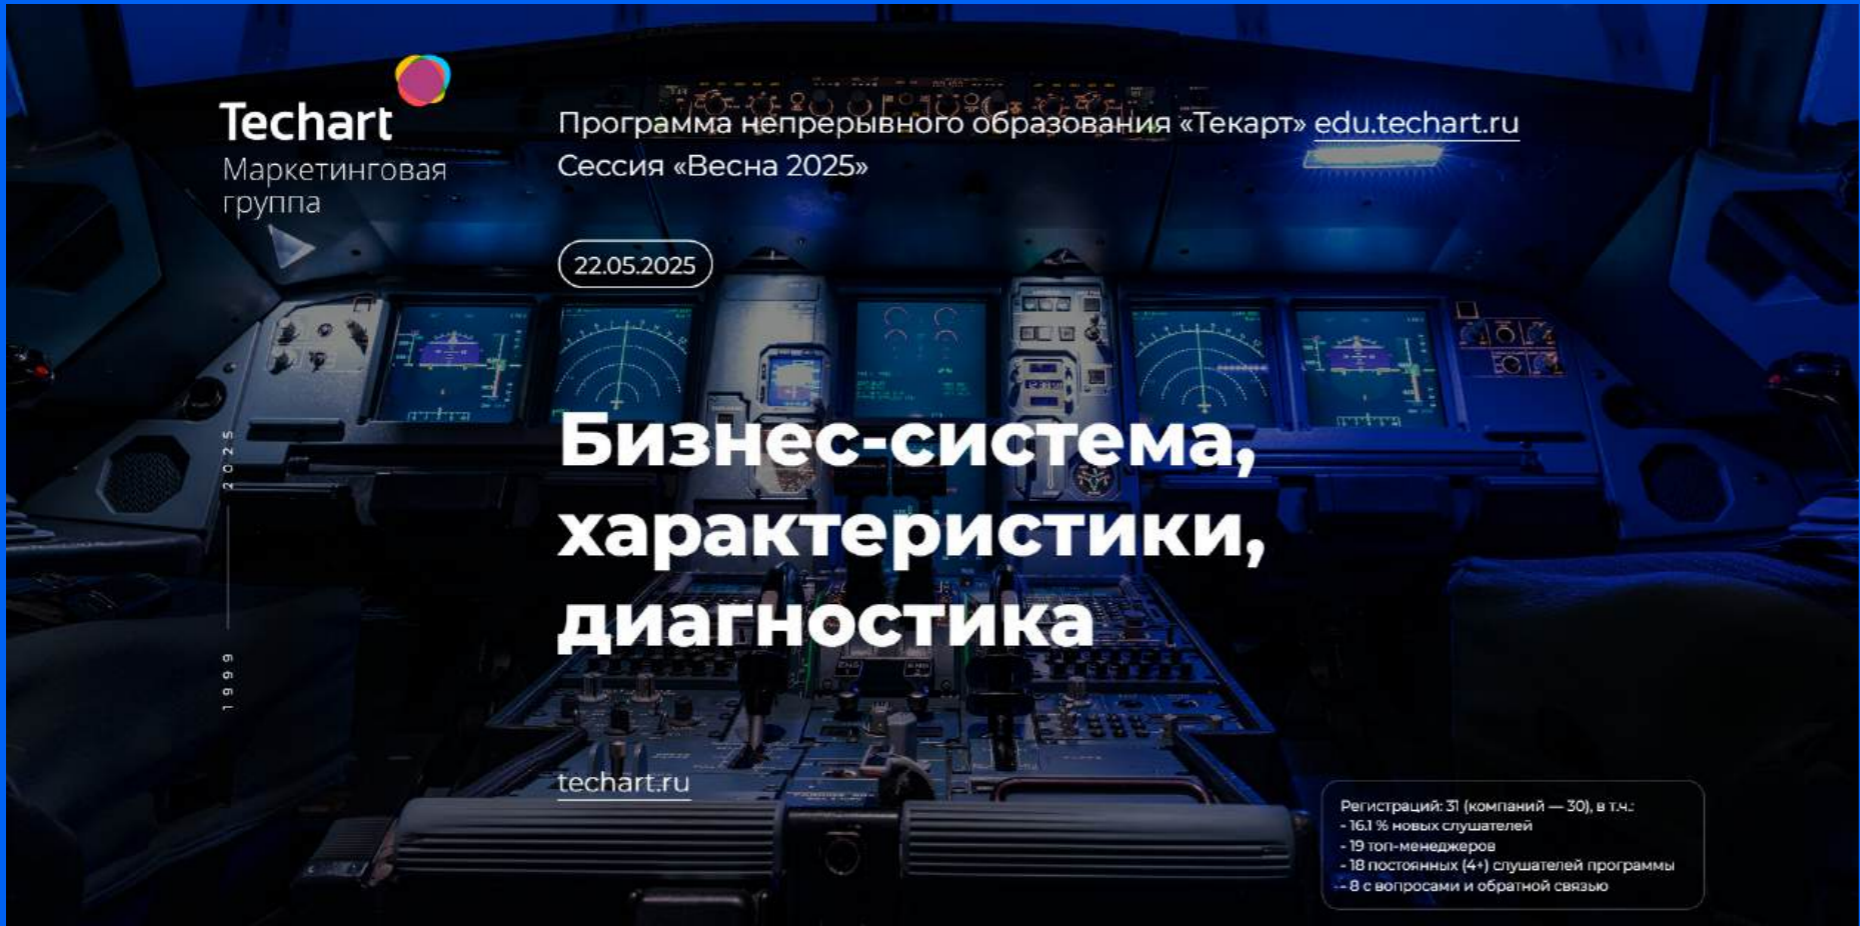 Techart
Маркетинговая
группа
Программа непрерывного образования «Текарт» edu.techart.ru
Сессия «Весна 2025»
22.05.2025
Бизнес-система,
характеристики,
диагностика
1999
2025
techart.ru
Регистраций: 31 (компаний — 30), в т.ч.:
- 16.1 % новых слушателей
- 19 топ-менеджеров
- 18 постоянных (4+) слушателей программы
- 8 с вопросами и обратной связью